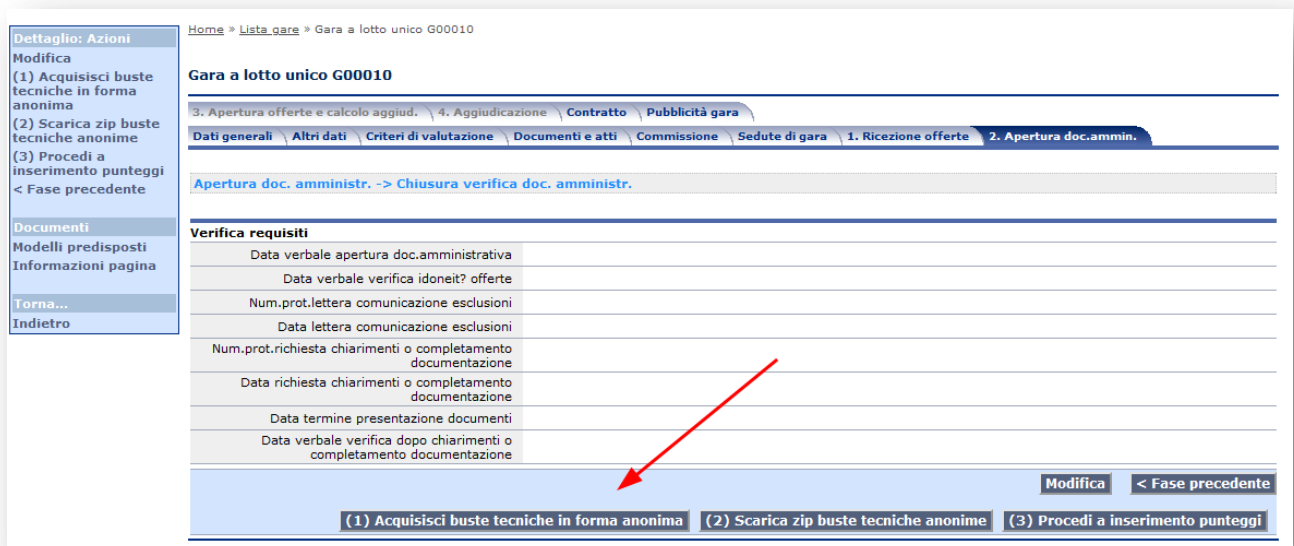 Dettaglio: Azioni
Modifica
(1) Acquisisci buste
tecniche in forma
anonima
(2) Scarica zip buste
tecniche anonime
(3) Procedi a
inserimento punteggi
< Fase precedente
Documenti
Modelli predisposti
Informazioni pagina
Torna...
Indietro
Home » Lista gare » Gara a lotto unico G00010
Gara a lotto unico G00010
3. Apertura offerte e calcolo aggiud. 4. Aggiudicazione Contratto Pubblicità gara
Dati generali Altri dati Criteri di valutazione Documenti e atti Commissione Sedute di gara 1. Ricezione offerte 2. Apertura doc.ammin.
Apertura doc. amministr. -> Chiusura verifica doc. amministr.
Verifica requisiti
Data verbale apertura doc.amministrativa
Data verbale verifica idoneit? offerte
Num.prot.lettera comunicazione esclusioni
Data lettera comunicazione esclusioni
Num.prot.richiesta chiarimenti o completamento
documentazione
Data richiesta chiarimenti o completamento
documentazione
Data termine presentazione documenti
Data verbale verifica dopo chiarimenti o
completamento documentazione
Modifica < Fase precedente
(1) Acquisisci buste tecniche in forma anonima (2) Scarica zip buste tecniche anonime (3) Procedi a inserimento punteggi